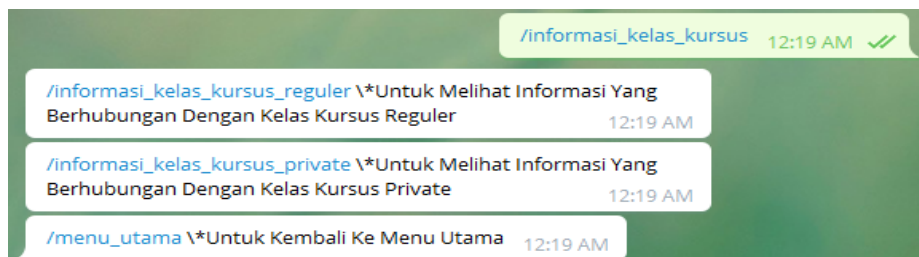 /informasi_kelas_kursus 12:19 AM
/informasi_kelas_kursus_reguler \*Untuk Melihat Informasi Yang
Berhubungan Dengan Kelas Kursus Reguler 12:19 AM
/informasi_kelas_kursus_private \*Untuk Melihat Informasi Yang
Berhubungan Dengan Kelas Kursus Private 12:19 AM
/menu_utama \*Untuk Kembali Ke Menu Utama 12:19 AM